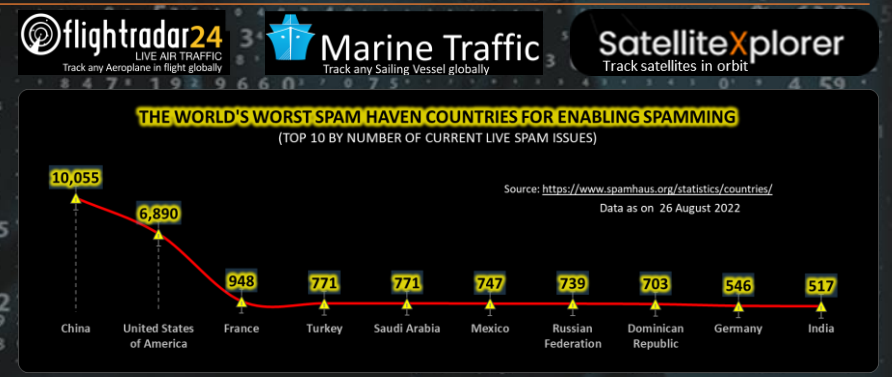 flightradar24
LIVE AIR TRAFFIC
Track any Aeroplane in flight globally
Marine Traffic
Track any Sailing Vessel globally
SatelliteXplorer
Track satellites in orbit
THE WORLD'S WORST SPAM HAVEN COUNTRIES FOR ENABLING SPAMMING
(TOP 10 BY NUMBER OF CURRENT LIVE SPAM ISSUES)
Source: https://www.spamhaus.org/statistics/countries/
Data as on 26 August 2022
10,055
6,890
948
771
771
747
739
703
546
517
China
United States
of America
France
Turkey
Saudi Arabia
Mexico
Russian
Federation
Dominican
Republic
Germany
India